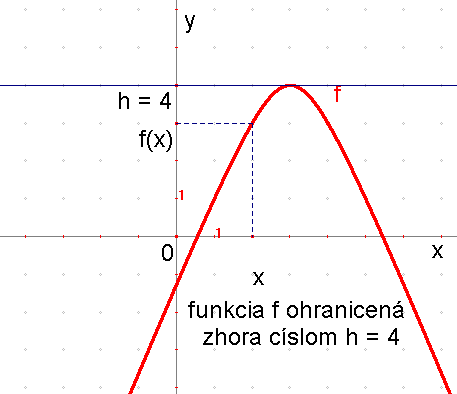 y
h = 4
f
f(x)
1
1
0
x
x
funkcia f ohranicená
zhora císlom h = 4